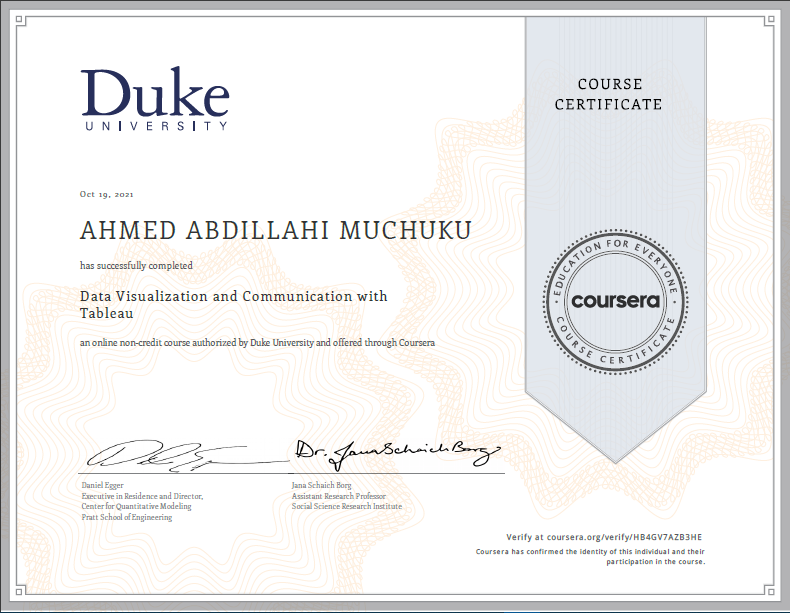 Duke
UNIVERSITY
COURSE
CERTIFICATE
Oct 19, 2021
AHMED ABDILLAHI MUCHUKU
has successfully completed
Data Visualization and Communication with
Tableau
an online non-credit course authorized by Duke University and offered through Coursera
EDUCATION FOR EVERYONE
coursera
COURSE CERTIFICATE
Dr. Jana Schaich Borg
Daniel Egger
Executive in Residence and Director,
Center for Quantitative Modeling
Pratt School of Engineering
Jana Schaich Borg
Assistant Research Professor
Social Science Research Institute
Verify at coursera.org/verify/HB4GV7AZB3HE
Coursera has confirmed the identity of this individual and their
participation in the course.